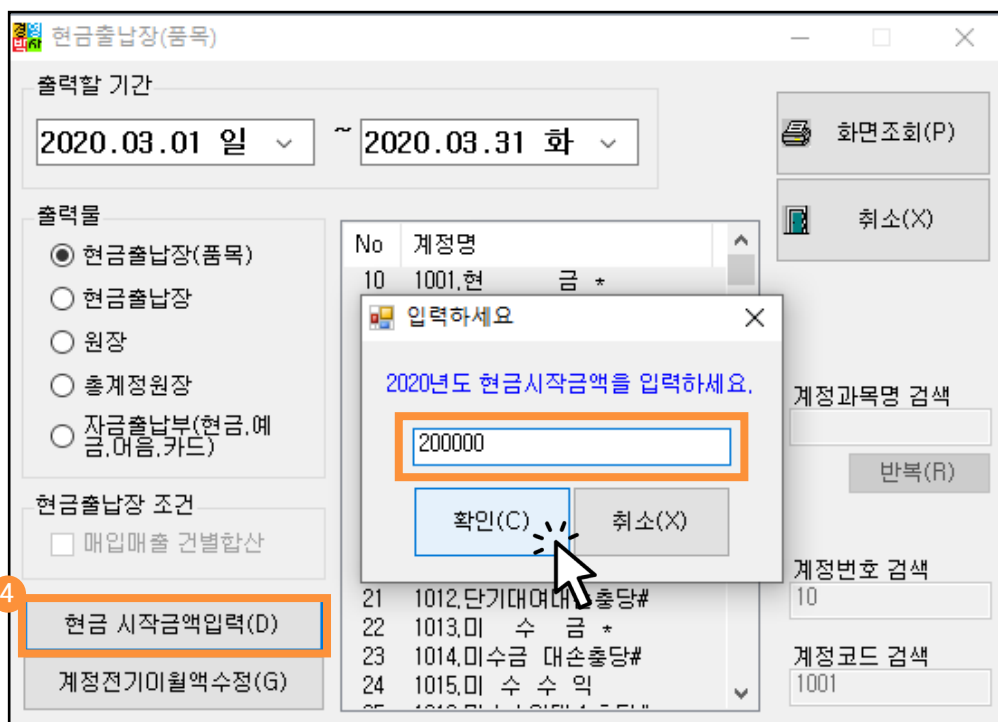 경영박사 현금출납장(품목)
출력할 기간
2020.03.01 일 ~ 2020.03.31 화
화면조회(P)
취소(X)
출력물
현금출납장(품목)
현금출납장
원장
총계정원장
자금출납부(현금,예
금,어음,카드)
No 계정명
10 1001,현 금 *
입력하세요
2020년도 현금시작금액을 입력하세요.
200000
확인(C) 취소(X)
계정과목명 검색
반복(R)
현금출납장 조건
매입매출 건별합산
4
현금 시작금액입력(D)
계정전기이월액수정(G)
21 1012,단기대여대손충당#
22 1013,미 수 금 *
23 1014,미수금 대손충당#
24 1015,미 수 수 익
계정번호 검색
10
계정코드 검색
1001